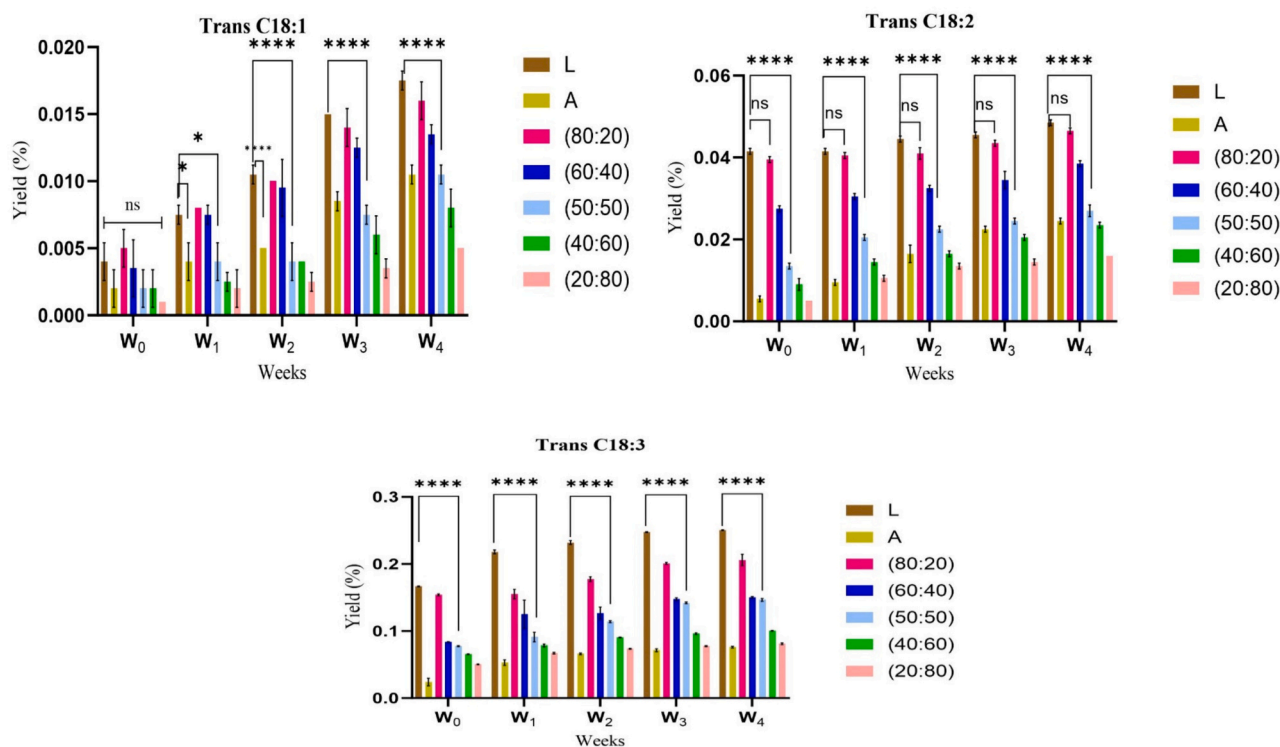 Trans C18:1
Yield (%)
0.020
0.015
0.010
0.005
0.000
ns
*
*
****
****
****
****
W0
W1
W2
W3
W4
Weeks
L
A
(80:20)
(60:40)
(50:50)
(40:60)
(20:80)
Trans C18:2
Yield (%)
0.06
0.04
0.02
0.00
****
****
****
****
****
ns
ns
ns
ns
ns
W0
W1
W2
W3
W4
Weeks
L
A
(80:20)
(60:40)
(50:50)
(40:60)
(20:80)
Trans C18:3
Yield (%)
0.3
0.2
0.1
0.0
****
****
****
****
****
W0
W1
W2
W3
W4
Weeks
L
A
(80:20)
(60:40)
(50:50)
(40:60)
(20:80)